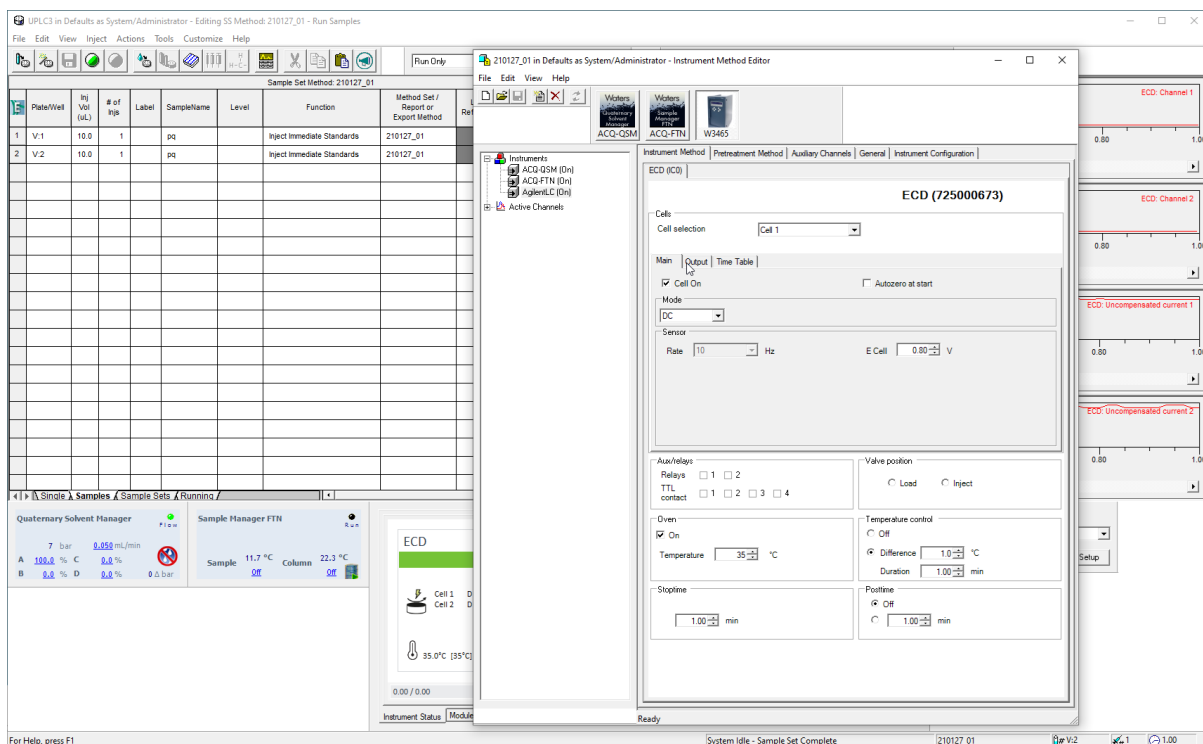 UPLC3 in Defaults as System/Administrator - Editing SS Method: 210127_01 - Run Samples
File Edit View Inject Actions Tools Customize Help
Run Only
Sample Set Method: 210127_01
Plate/Well
Inj Vol (uL)
# of Injs
Label
SampleName
Level
Function
Method Set / Report or Export Method
1 V:1 10.0 1 pq Inject Immediate Standards 210127_01
2 V:2 10.0 1 pq Inject Immediate Standards 210127_01
Single Samples Sample Sets Running
Quaternary Solvent Manager Flow
7 bar 0.050 mL/min
A 100.0 % C 0.0 %
B 0.0 % D 0.0 % 0 Δ bar
Sample Manager FTN Run
Sample 11.7 °C Column 22.3 °C
Off Off
ECD
Cell 1 D
Cell 2 D
35.0°C [35°C]
0.00 / 0.00
Instrument Status Module
210127_01 in Defaults as System/Administrator - Instrument Method Editor
File Edit View Help
Waters Quaternary Solvent Manager ACQ-QSM
Waters Sample Manager FTN ACQ-FTN
W3465
Instruments
ACQ-QSM (On)
ACQ-FTN (On)
AgilentLC (On)
Active Channels
Instrument Method Pretreatment Method Auxiliary Channels General Instrument Configuration
ECD (IC0)
ECD (725000673)
Cells
Cell selection Cell 1
Main Output Time Table
Cell On Autozero at start
Mode
DC
Sensor
Rate 10 Hz E Cell 0.80 V
Aux/relays
Relays 1 2
TTL contact 1 2 3 4
Valve position
Load Inject
Oven
On
Temperature 35 °C
Temperature control
Off
Difference 1.0 °C
Duration 1.00 min
Stoptime
1.00 min
Posttime
Off
1.00 min
Ready
ECD: Channel 1
0.80 1.0
ECD: Channel 2
0.80 1.0
ECD: Uncompensated current 1
0.80 1.0
ECD: Uncompensated current 2
0.80 1.0
Setup
For Help, press F1
System Idle - Sample Set Complete 210127_01 V:2 1 1.00